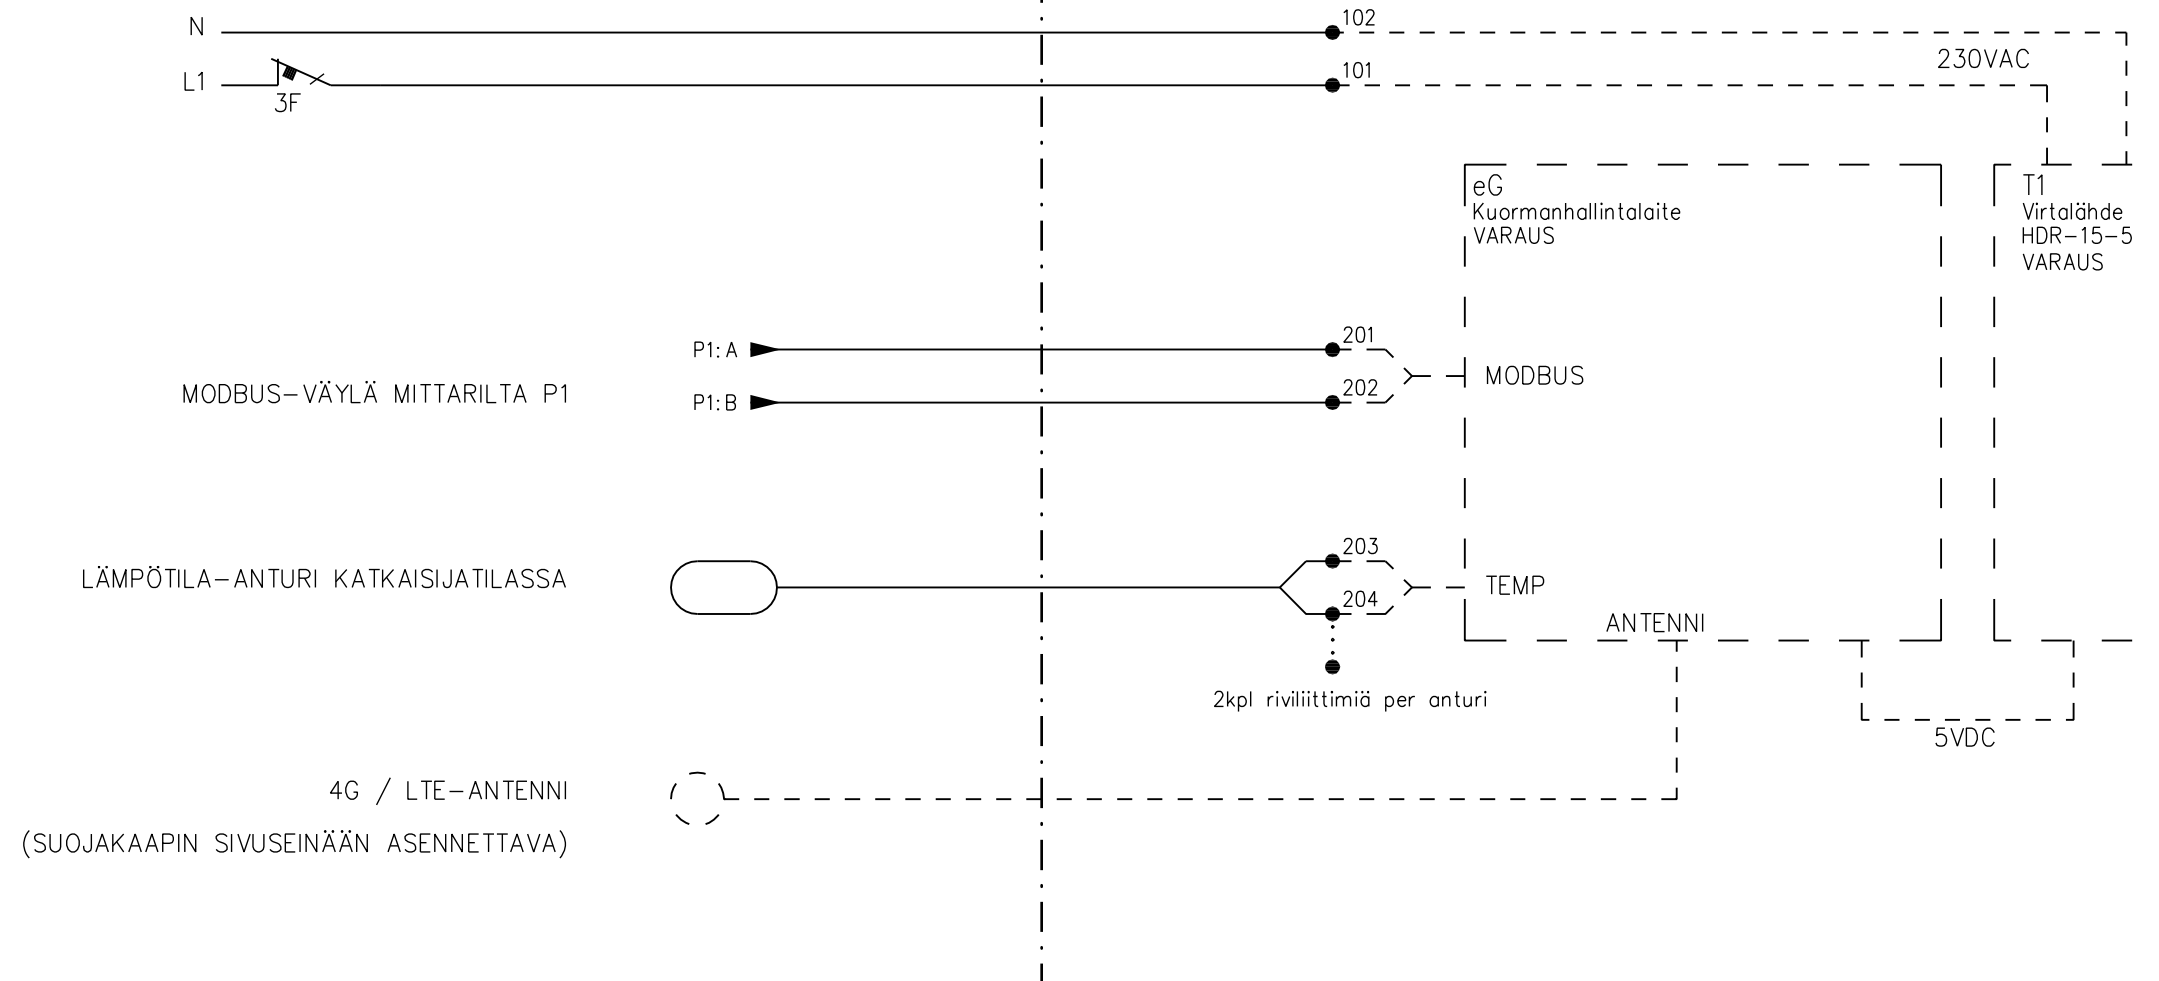 N
102
230VAC
L1
3F
101
eG
Kuormanhallintalaite
VARAUS
T1
Virtalähde
HDR-15-5
VARAUS
P1:A
201
MODBUS-VÄYLÄ MITTARILTA P1
P1:B
202
MODBUS
LÄMPÖTILA-ANTURI KATKAISIJATILASSA
203
204
TEMP
ANTENNI
2kpl riviliittimiä per anturi
5VDC
4G / LTE-ANTENNI
(SUOJAKAAPIN SIVUSEINÄÄN ASENNETTAVA)